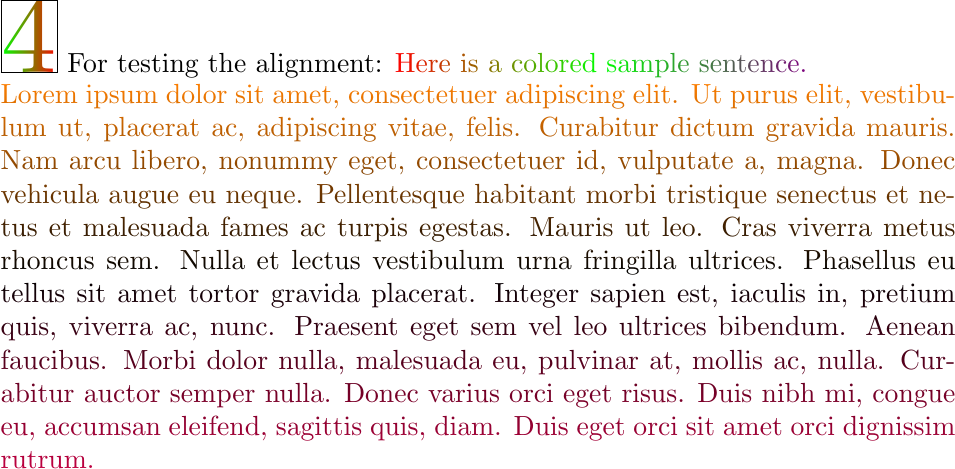 4 For testing the alignment: Here is a colored sample sentence.
Lorem ipsum dolor sit amet, consectetuer adipiscing elit. Ut purus elit, vestibu-
lum ut, placerat ac, adipiscing vitae, felis. Curabitur dictum gravida mauris.
Nam arcu libero, nonummy eget, consectetuer id, vulputate a, magna. Donec
vehicula augue eu neque. Pellentesque habitant morbi tristique senectus et ne-
tus et malesuada fames ac turpis egestas. Mauris ut leo. Cras viverra metus
rhoncus sem. Nulla et lectus vestibulum urna fringilla ultrices. Phasellus eu
tellus sit amet tortor gravida placerat. Integer sapien est, iaculis in, pretium
quis, viverra ac, nunc. Praesent eget sem vel leo ultrices bibendum. Aenean
faucibus. Morbi dolor nulla, malesuada eu, pulvinar at, mollis ac, nulla. Cur-
abitur auctor semper nulla. Donec varius orci eget risus. Duis nibh mi, congue
eu, accumsan eleifend, sagittis quis, diam. Duis eget orci sit amet orci dignissim
rutrum.